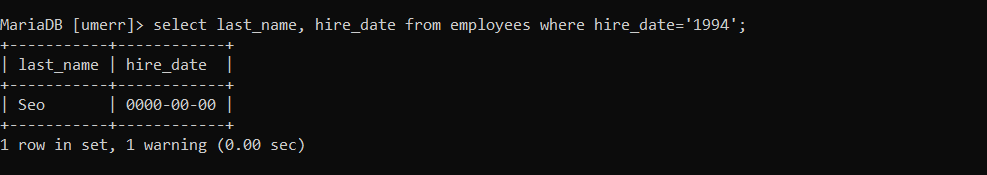 MariaDB [umerr]> select last_name, hire_date from employees where hire_date='1994';
+-----------+------------+
| last_name | hire_date  |
+-----------+------------+
| Seo       | 0000-00-00 |
+-----------+------------+
1 row in set, 1 warning (0.00 sec)